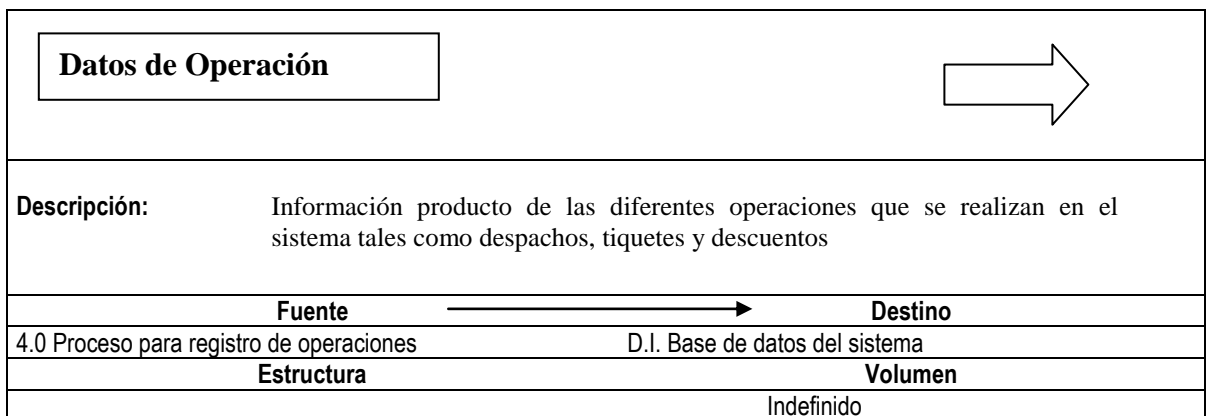 Datos de Operación
Descripción: Información producto de las diferentes operaciones que se realizan en el
sistema tales como despachos, tiquetes y descuentos
Fuente Destino
4.0 Proceso para registro de operaciones D.I. Base de datos del sistema
Estructura Volumen
Indefinido